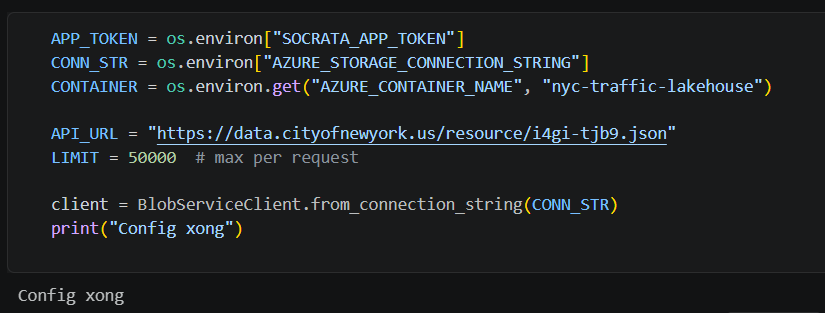 APP_TOKEN = os.environ["SOCRATA_APP_TOKEN"]
CONN_STR = os.environ["AZURE_STORAGE_CONNECTION_STRING"]
CONTAINER = os.environ.get("AZURE_CONTAINER_NAME", "nyc-traffic-lakehouse")
API_URL = "https://data.cityofnewyork.us/resource/i4gi-tjb9.json"
LIMIT = 50000  # max per request
client = BlobServiceClient.from_connection_string(CONN_STR)
print("Config xong")
Config xong